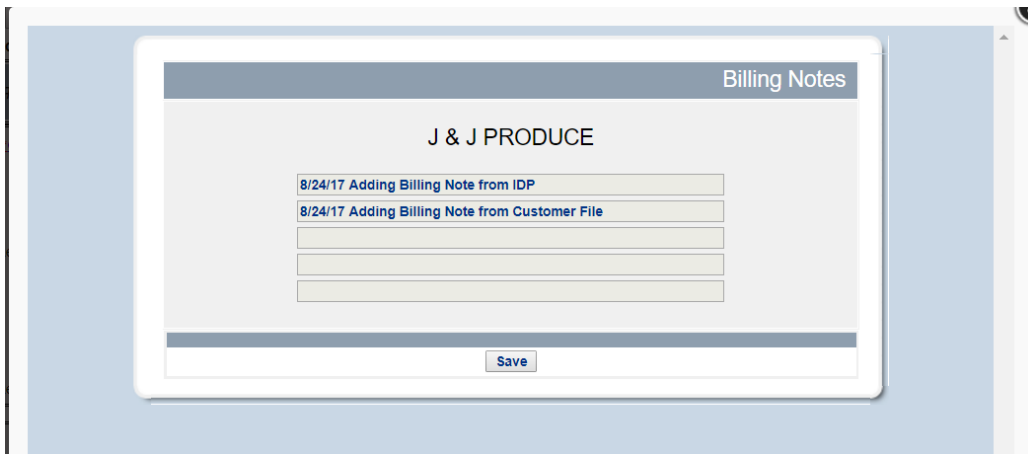 Billing Notes
J & J PRODUCE
8/24/17 Adding Billing Note from IDP
8/24/17 Adding Billing Note from Customer File
Save